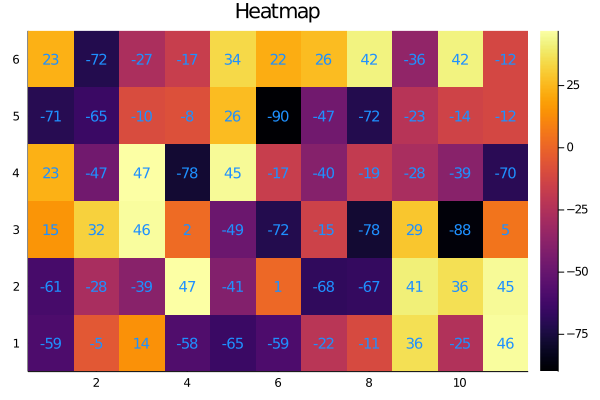 Heatmap
6 23 -72 -27 -17 34 22 26 42 -36 42 -12 25
5 -71 -65 -10 -8 26 -90 -47 -72 -23 -14 -12 0
4 23 -47 47 -78 45 -17 -40 -19 -28 -39 -70 −25
3 15 32 46 2 -49 -72 -15 -78 29 -88 5
2 -61 -28 -39 47 -41 1 -68 -67 41 36 45 −50
1 -59 -5 14 -58 -65 -59 -22 -11 36 -25 46 −75
2 4 6 8 10